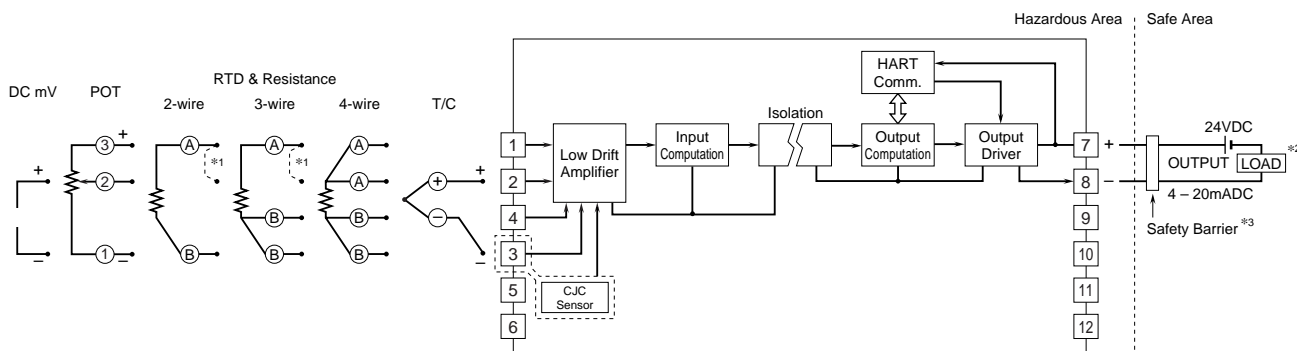 Hazardous Area
Safe Area
DC mV
POT
RTD & Resistance
2-wire
3-wire
4-wire
T/C
HART
Comm.
Isolation
Low Drift
Amplifier
Input
Computation
Output
Computation
Output
Driver
CJC
Sensor
24VDC
OUTPUT
LOAD
*2
4 – 20mADC
Safety Barrier *3
+
–
3
+
2
1
–
A
*1
B
A
*1
B
B
A
A
B
B
+
–
+
–
1
2
4
3
5
6
7
+
8
–
9
10
11
12